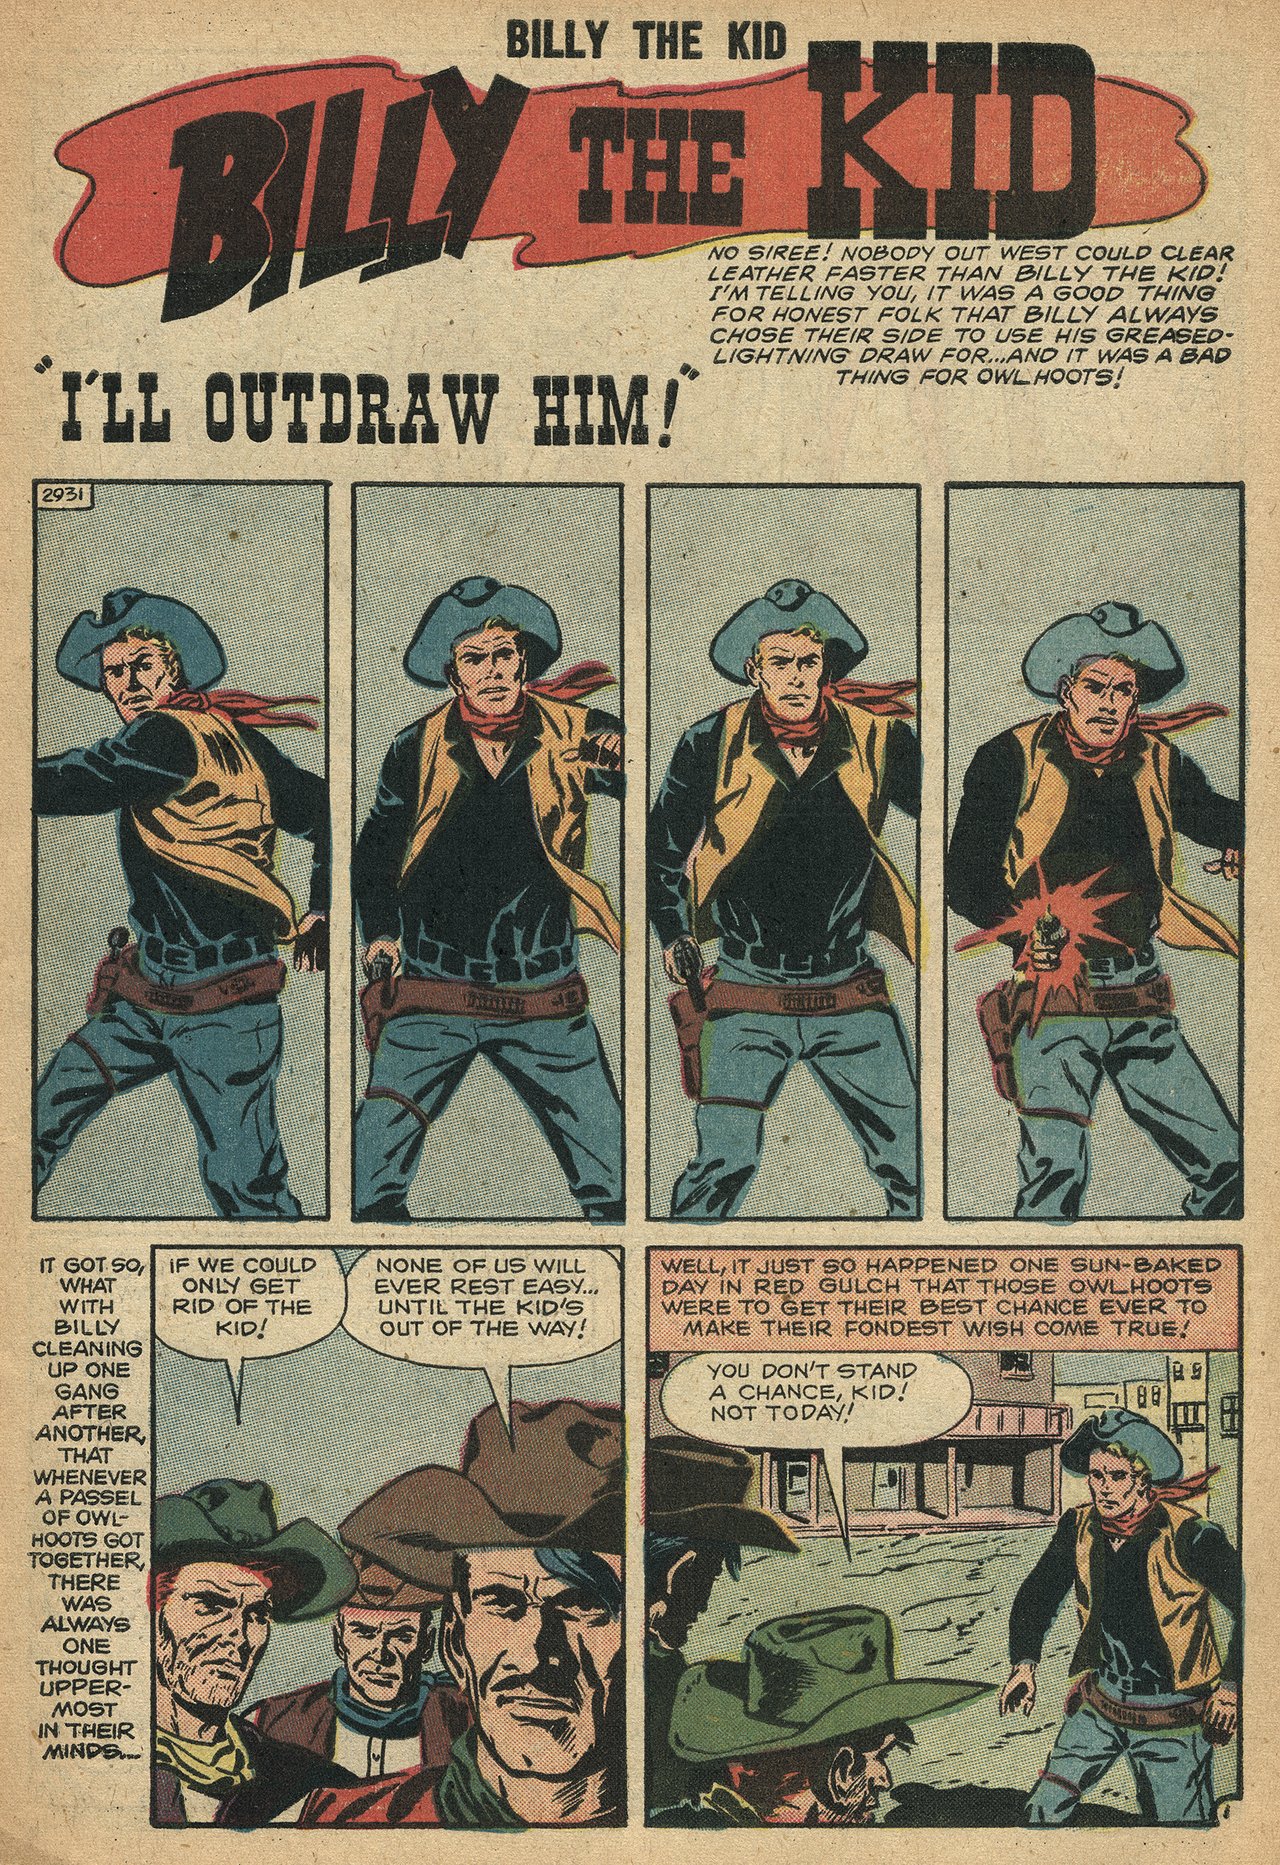 BILLY THE KID
BILLY THE KID
NO SIREE! NOBODY OUT WEST COULD CLEAR
LEATHER FASTER THAN BILLY THE KID!
I'M TELLING YOU, IT WAS A GOOD THING
FOR HONEST FOLK THAT BILLY ALWAYS
CHOSE THEIR SIDE TO USE HIS GREASED-
LIGHTNING DRAW FOR...AND IT WAS A BAD
THING FOR OWLHOOTS!
"I'LL OUTDRAW HIM!"
2931
IT GOT SO,
WHAT
WITH
BILLY
CLEANING
UP ONE
GANG
AFTER
ANOTHER,
THAT
WHENEVER
A PASSEL
OF OWL-
HOOTS GOT
TOGETHER,
THERE
WAS
ALWAYS
ONE
THOUGHT
UPPER-
MOST
IN THEIR
MINDS...
IF WE COULD
ONLY GET
RID OF THE
KID!
NONE OF US WILL
EVER REST EASY...
UNTIL THE KID'S
OUT OF THE WAY!
WELL, IT JUST SO HAPPENED ONE SUN-BAKED
DAY IN RED GULCH THAT THOSE OWLHOOTS
WERE TO GET THEIR BEST CHANCE EVER TO
MAKE THEIR FONDEST WISH COME TRUE!
YOU DON'T STAND
A CHANCE, KID!
NOT TODAY!
1